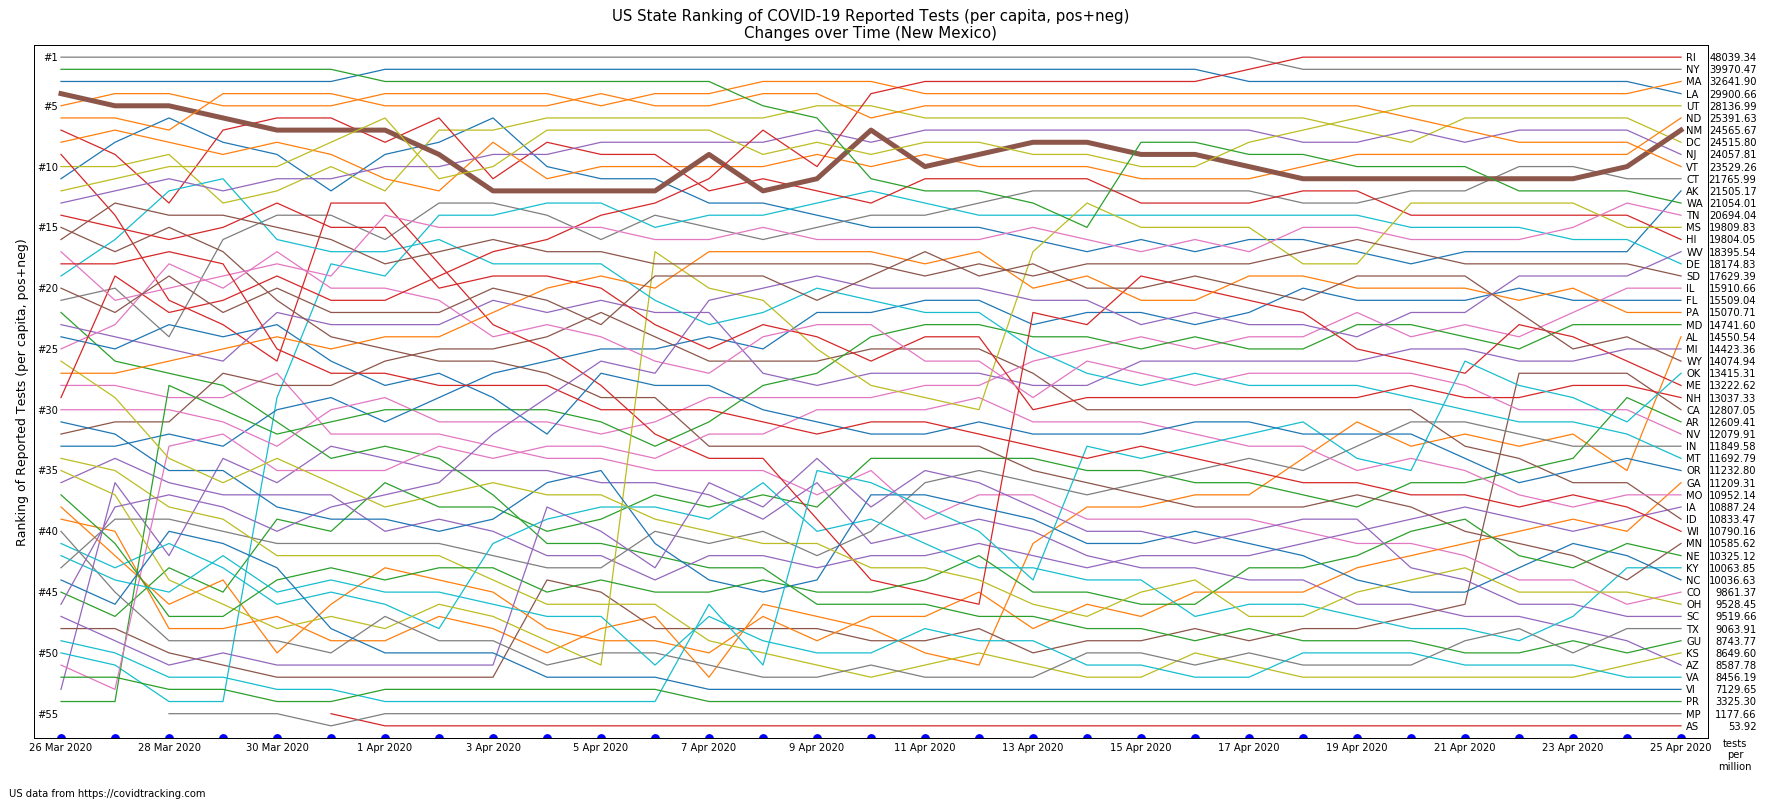 US State Ranking of COVID-19 Reported Tests (per capita, pos+neg)
Changes over Time (New Mexico)
Ranking of Reported Tests (per capita, pos+neg)
#1
#5
#10
#15
#20
#25
#30
#35
#40
#45
#50
#55
RI 48039.34
NY 39970.47
MA 32641.90
LA 29900.66
UT 28136.99
ND 25391.63
NM 24565.67
DC 24515.80
NJ 24057.81
VT 23529.26
CT 21765.99
AK 21505.17
WA 21054.01
TN 20694.04
MS 19809.83
HI 19804.05
WV 18395.54
DE 18174.83
SD 17629.39
IL 15910.66
FL 15509.04
PA 15070.71
MD 14741.60
AL 14550.54
MI 14423.36
WY 14074.94
OK 13415.31
ME 13222.62
NH 13037.33
CA 12807.05
AR 12609.41
NV 12079.91
IN 11849.58
MT 11692.79
OR 11232.80
GA 11209.31
MO 10952.14
IA 10887.24
ID 10833.47
WI 10790.16
MN 10585.62
NE 10325.12
KY 10063.85
NC 10036.63
CO 9861.37
OH 9528.45
SC 9519.66
TX 9063.91
GU 8743.77
KS 8649.60
AZ 8587.78
VA 8456.19
VI 7129.65
PR 3325.30
MP 1177.66
AS 53.92
26 Mar 2020 28 Mar 2020 30 Mar 2020 1 Apr 2020 3 Apr 2020 5 Apr 2020 7 Apr 2020 9 Apr 2020 11 Apr 2020 13 Apr 2020 15 Apr 2020 17 Apr 2020 19 Apr 2020 21 Apr 2020 23 Apr 2020 25 Apr 2020
tests
per
million
US data from https://covidtracking.com